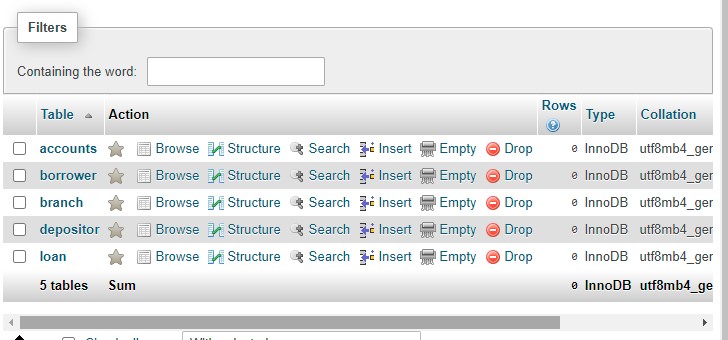 Filters
Containing the word:
Table Action Rows Type Collation
accounts Browse Structure Search Insert Empty Drop 0 InnoDB utf8mb4_ger
borrower Browse Structure Search Insert Empty Drop 0 InnoDB utf8mb4_ger
branch Browse Structure Search Insert Empty Drop 0 InnoDB utf8mb4_ger
depositor Browse Structure Search Insert Empty Drop 0 InnoDB utf8mb4_ger
loan Browse Structure Search Insert Empty Drop 0 InnoDB utf8mb4_ger
5 tables Sum 0 InnoDB utf8mb4_ge